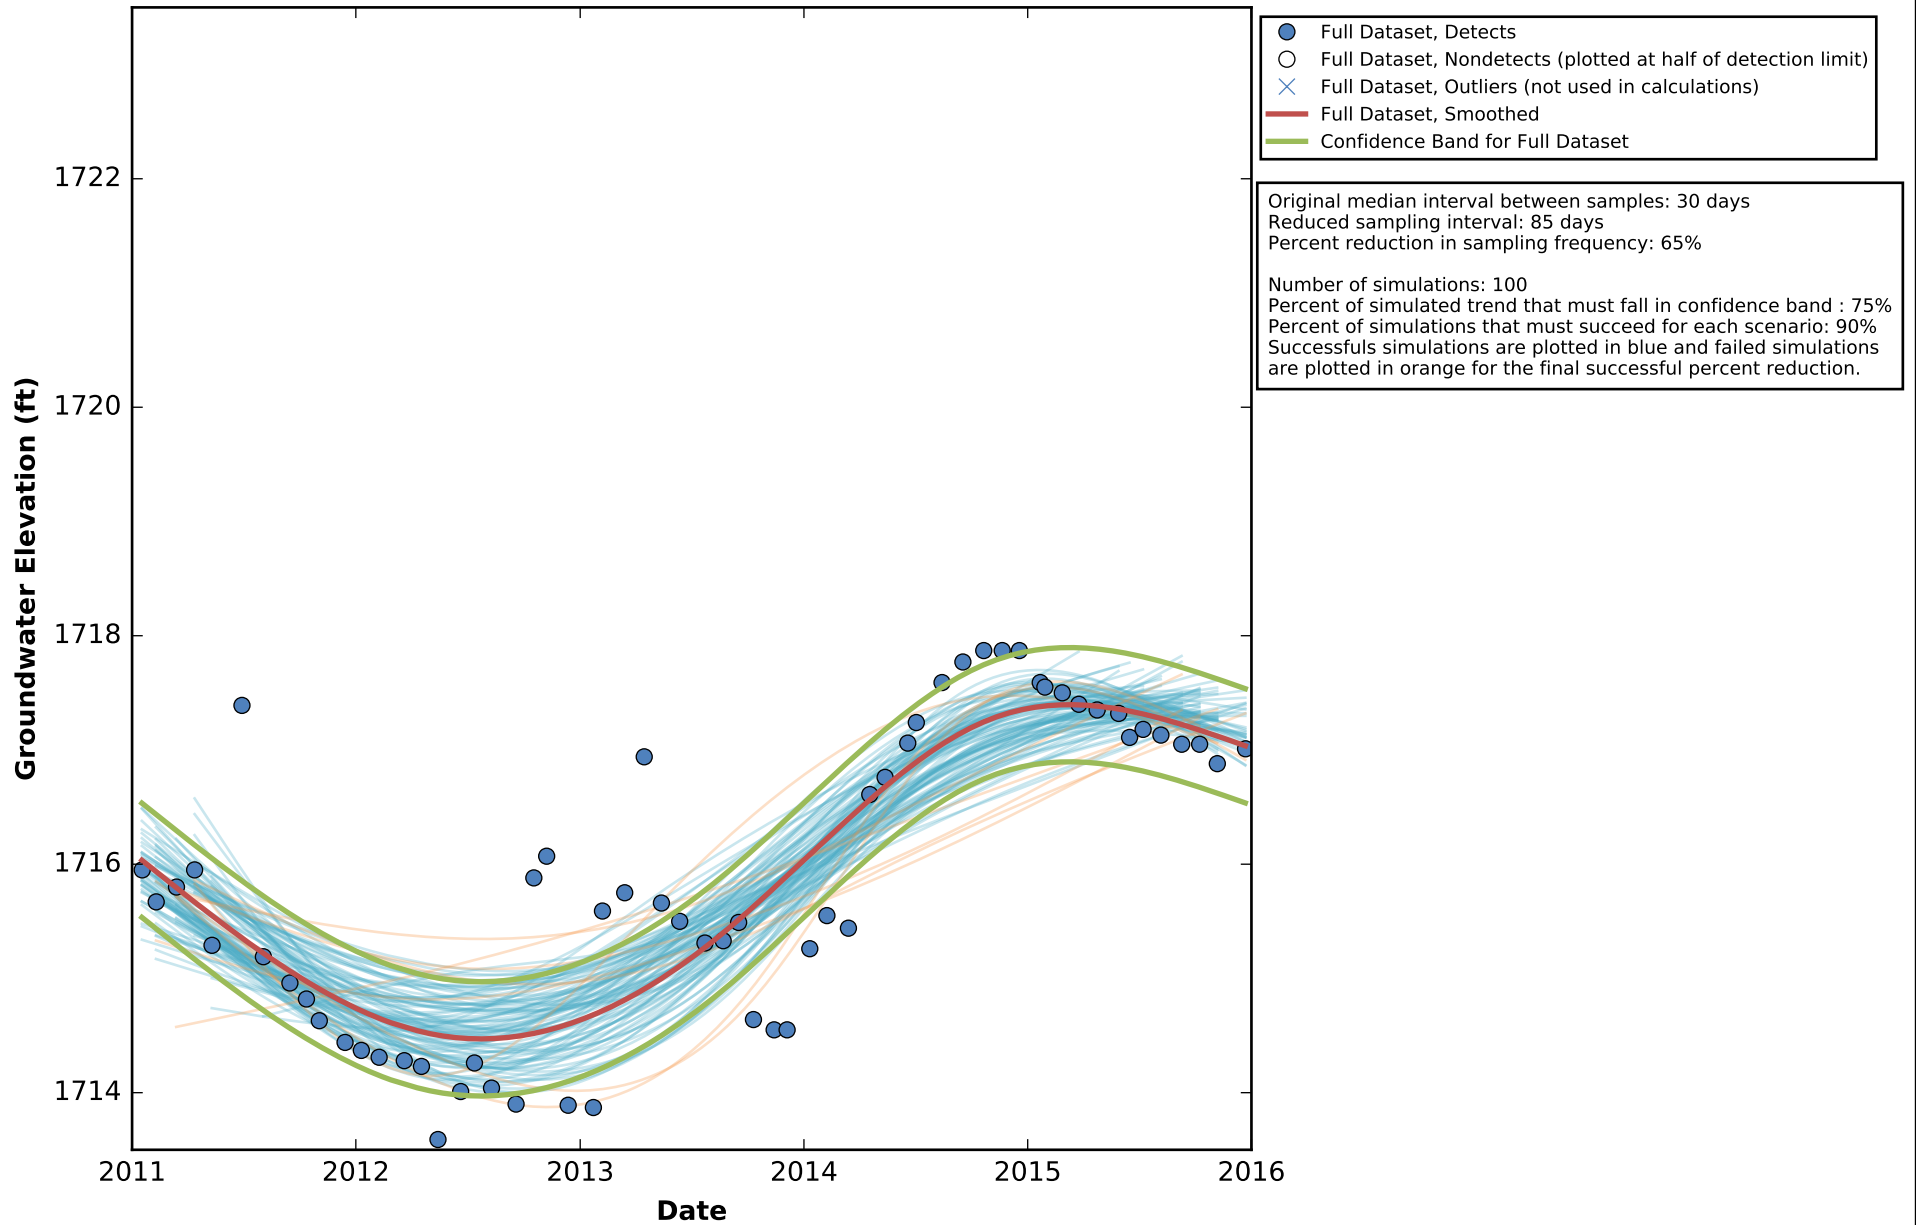 Full Dataset, Detects
Full Dataset, Nondetects (plotted at half of detection limit)
Full Dataset, Outliers (not used in calculations)
Full Dataset, Smoothed
Confidence Band for Full Dataset
Original median interval between samples: 30 days
Reduced sampling interval: 85 days
Percent reduction in sampling frequency: 65%
Number of simulations: 100
Percent of simulated trend that must fall in confidence band : 75%
Percent of simulations that must succeed for each scenario: 90%
Successfuls simulations are plotted in blue and failed simulations
are plotted in orange for the final successful percent reduction.
Groundwater Elevation (ft)
1722
1720
1718
1716
1714
2011 2012 2013 2014 2015 2016
Date